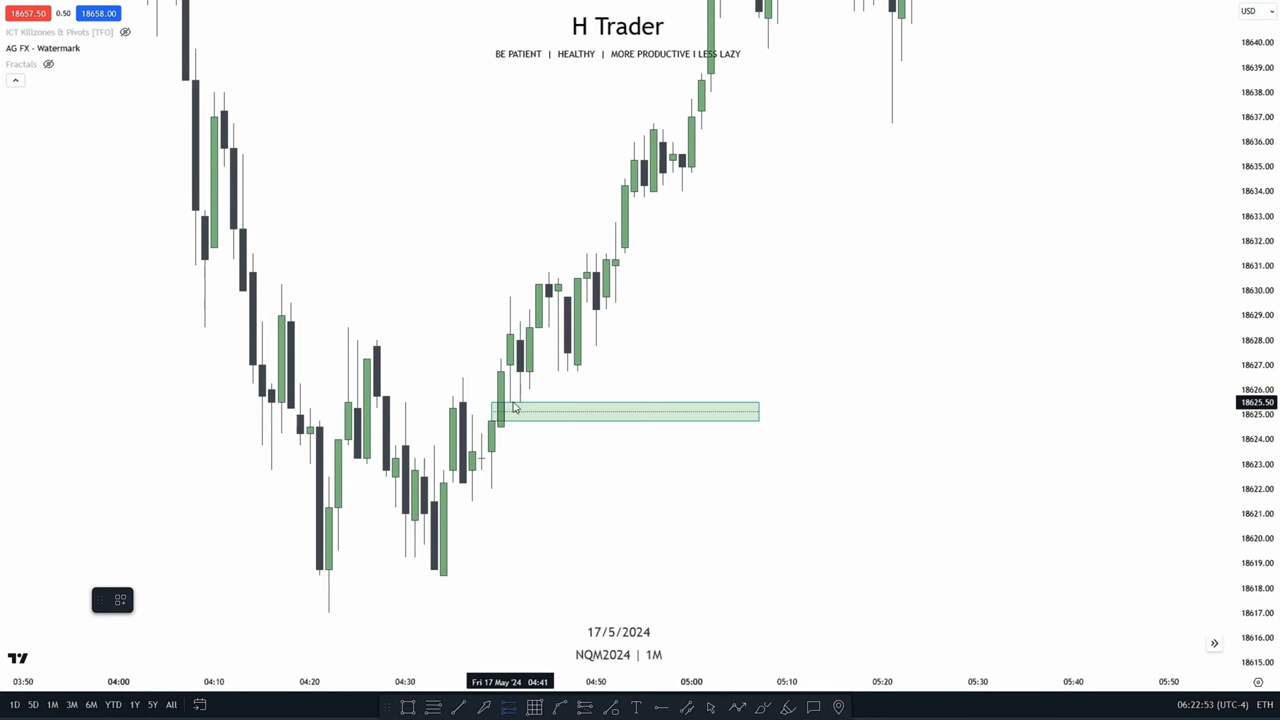 18657.50 0.50 18658.00
ICT Killzones & Pivots [TFO]
AG FX - Watermark
Fractals
H Trader
BE PATIENT | HEALTHY | MORE PRODUCTIVE I LESS LAZY
USD
18640.00
18639.00
18638.00
18637.00
18636.00
18635.00
18634.00
18633.00
18632.00
18631.00
18630.00
18629.00
18628.00
18627.00
18626.00
18625.50
18625.00
18624.00
18623.00
18622.00
18621.00
18620.00
18619.00
18618.00
18617.00
18616.00
18615.00
17/5/2024
NQM2024 | 1M
03:50 04:00 04:10 04:20 04:30 Fri 17 May '24 04:41 04:50 05:00 05:10 05:20 05:30 05:40 05:50
1D 5D 1M 3M 6M YTD 1Y 5Y All 06:22:53 (UTC-4) ETH